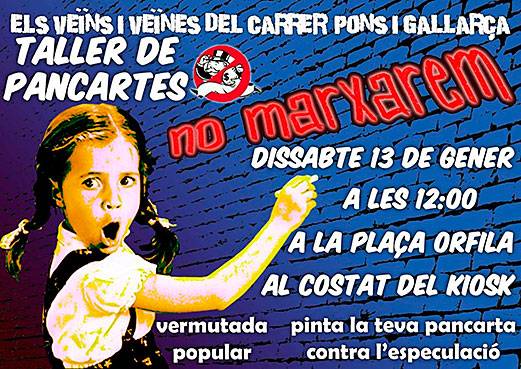 ELS VEÏNS I VEÏNES DEL CARRER PONS I GALLARÇA
TALLER DE
PANCARTES
no marxarem
DISSABTE 13 DE GENER
A LES 12:00
A LA PLAÇA ORFILA
AL COSTAT DEL KIOSK
vermutada
popular
pinta la teva pancarta
contra l'especulació